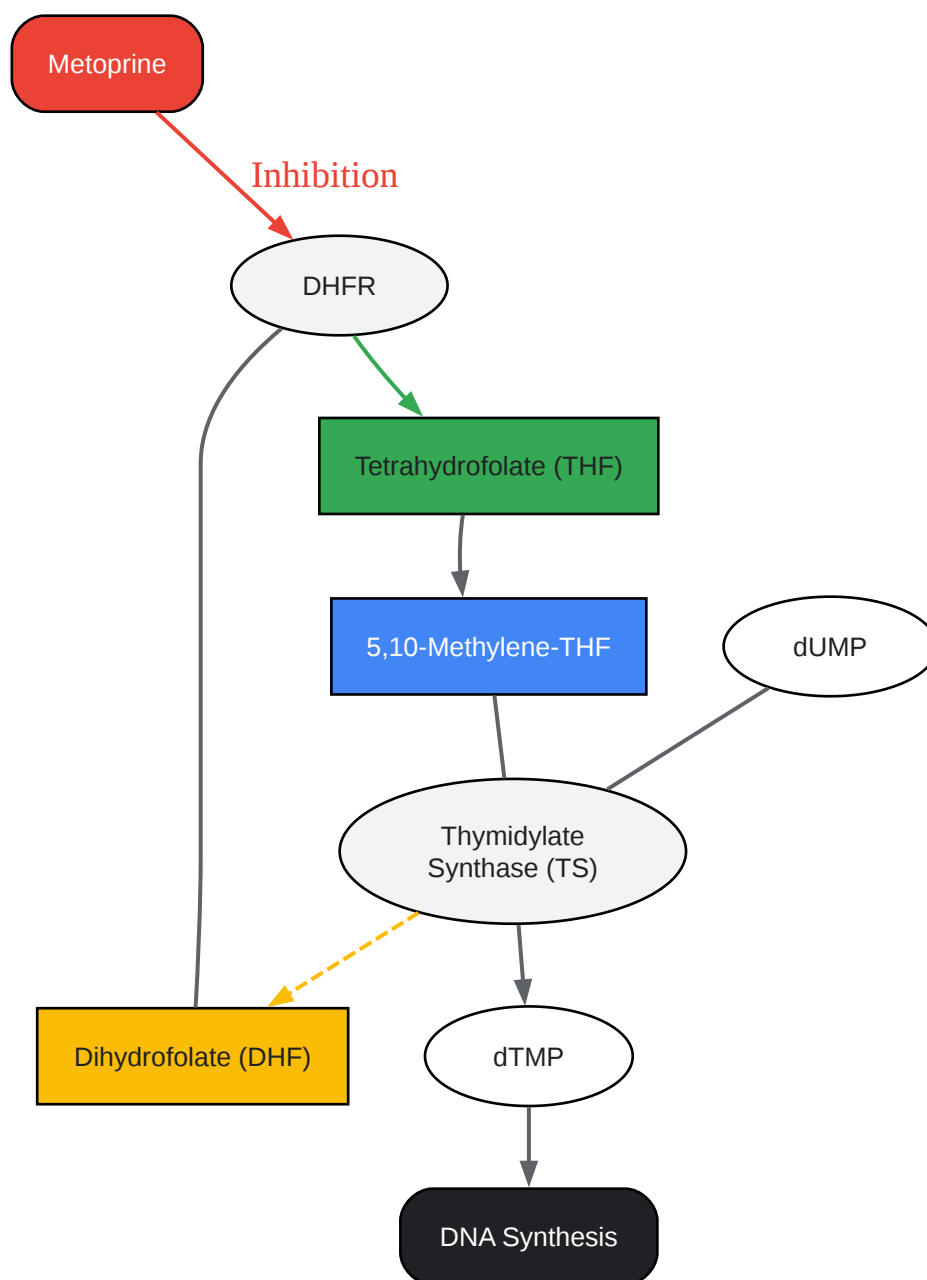 Metoprine
Inhibition
DHFR
Tetrahydrofolate (THF)
5,10-Methylene-THF
dUMP
Thymidylate
Synthase (TS)
Dihydrofolate (DHF)
dTMP
DNA Synthesis